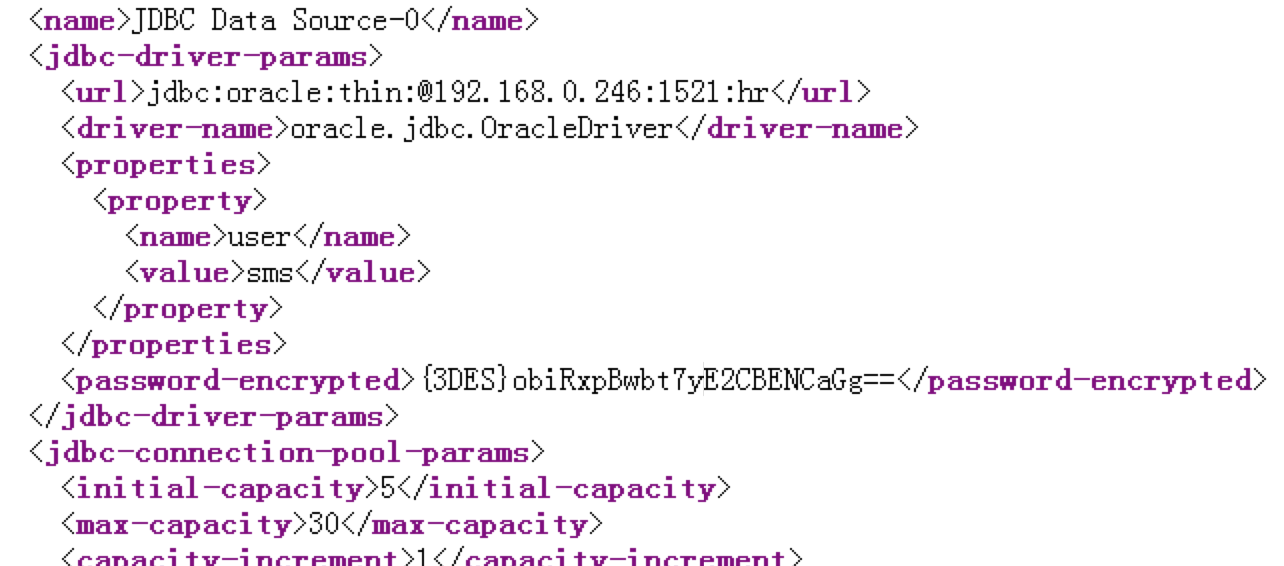 <name>JDBC Data Source-0</name>
<jdbc-driver-params>
<url>jdbc:oracle:thin:@192.168.0.246:1521:hr</url>
<driver-name>oracle.jdbc.OracleDriver</driver-name>
<properties>
<property>
<name>user</name>
<value>sms</value>
</property>
</properties>
<password-encrypted>{3DES}obiRxpBwbt7yE2CBENCaGg==</password-encrypted>
</jdbc-driver-params>
<jdbc-connection-pool-params>
<initial-capacity>5</initial-capacity>
<max-capacity>30</max-capacity>
<capacity-increment>1</capacity-increment>